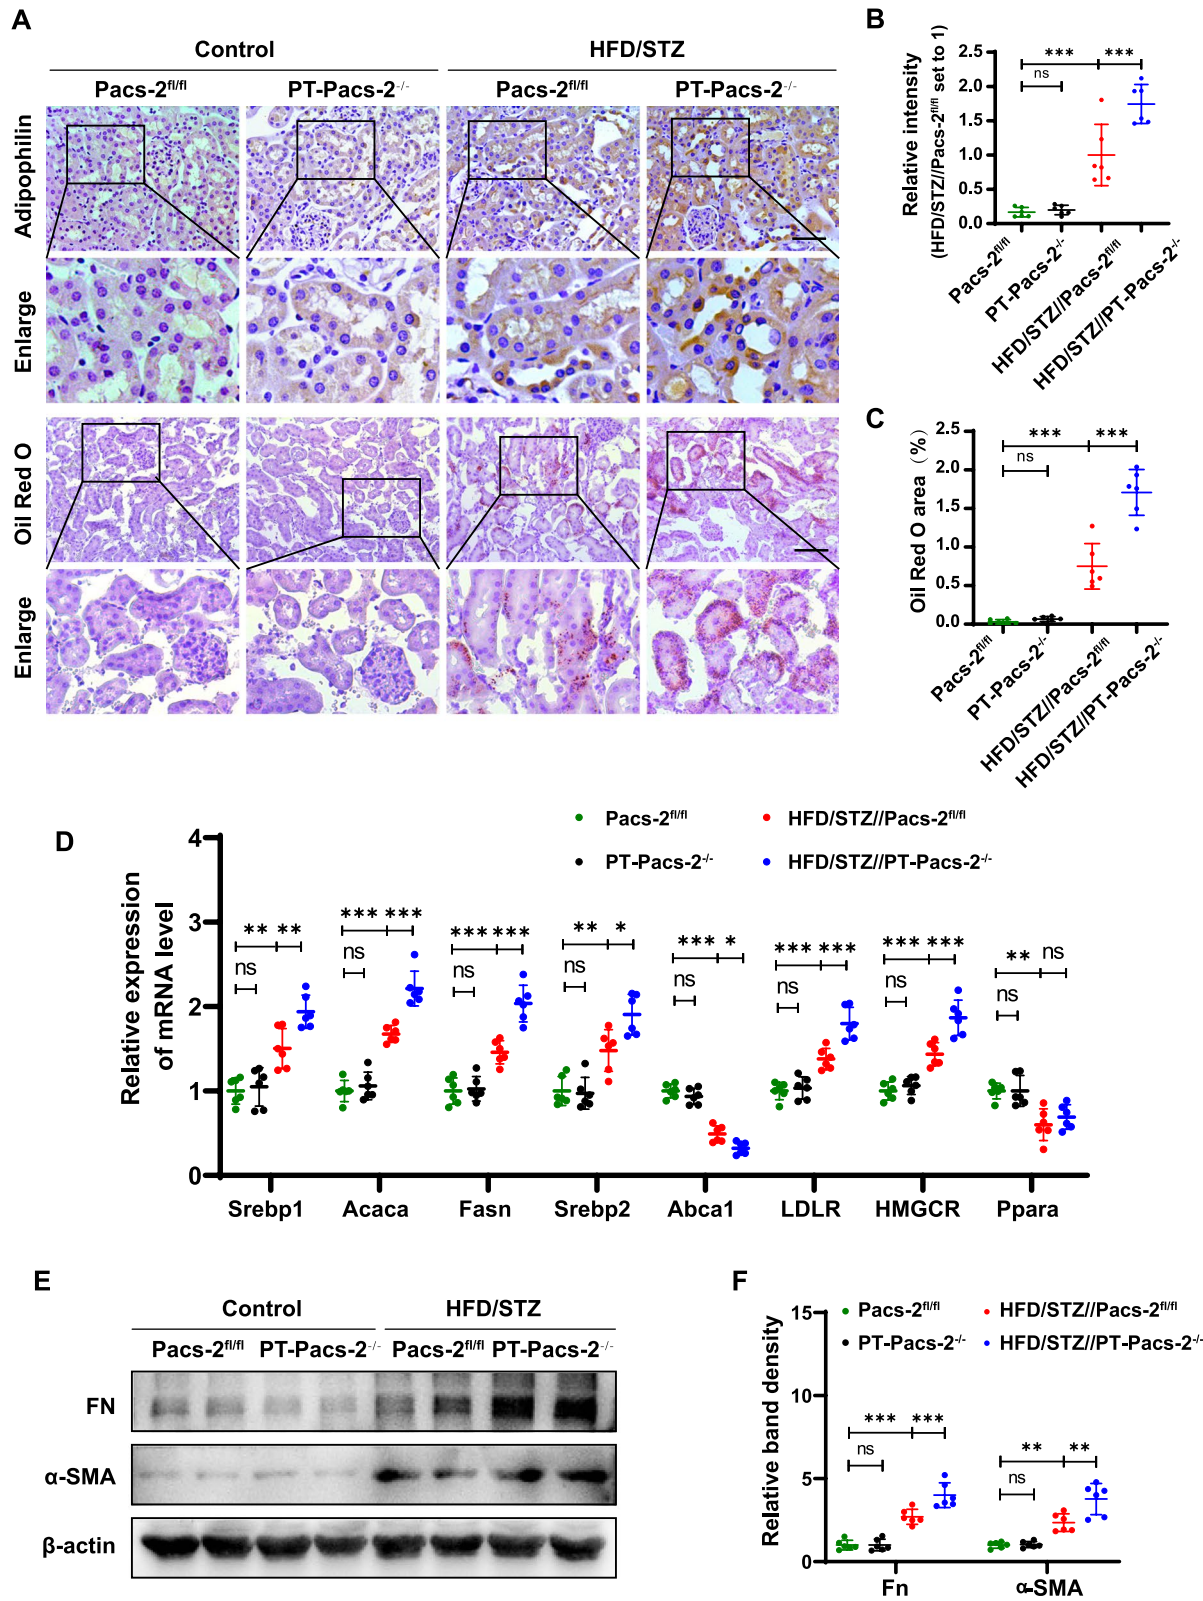 A
Control
HFD/STZ
Pacs-2fl/fl
PT-Pacs-2-/-
Pacs-2fl/fl
PT-Pacs-2-/-
Adipophilin
Enlarge
Oil Red O
Enlarge
B
Relative intensity
(HFD/STZ//Pacs-2fl/fl set to 1)
2.5
2.0
1.5
1.0
0.5
0.0
*** ***
ns
Pacs-2fl/fl
PT-Pacs-2-/-
HFD/STZ//Pacs-2fl/fl
HFD/STZ//PT-Pacs-2-/-
C
Oil Red O area (%)
2.5
2.0
1.5
1.0
0.5
0.0
*** ***
ns
Pacs-2fl/fl
PT-Pacs-2-/-
HFD/STZ//Pacs-2fl/fl
HFD/STZ//PT-Pacs-2-/-
D
Pacs-2fl/fl
HFD/STZ//Pacs-2fl/fl
PT-Pacs-2-/-
HFD/STZ//PT-Pacs-2-/-
Relative expression
of mRNA level
4
3
2
1
0
** **
ns
*** ***
ns
*** ***
ns
** *
ns
*** *
ns
*** ***
ns
*** ***
ns
** ns
ns
Srebp1 Acaca Fasn Srebp2 Abca1 LDLR HMGCR Ppara
E
Control
HFD/STZ
Pacs-2fl/fl PT-Pacs-2-/- Pacs-2fl/fl PT-Pacs-2-/-
FN
α-SMA
β-actin
F
Pacs-2fl/fl
HFD/STZ//Pacs-2fl/fl
PT-Pacs-2-/-
HFD/STZ//PT-Pacs-2-/-
Relative band density
15
10
5
0
*** ***
ns
** **
ns
Fn α-SMA